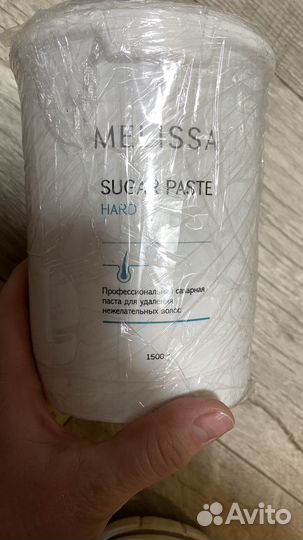 MELISSA
SUGAR PASTE
HARD
Профессиональная сахарная
паста для удаления
нежелательных волос
1500 г
Avito